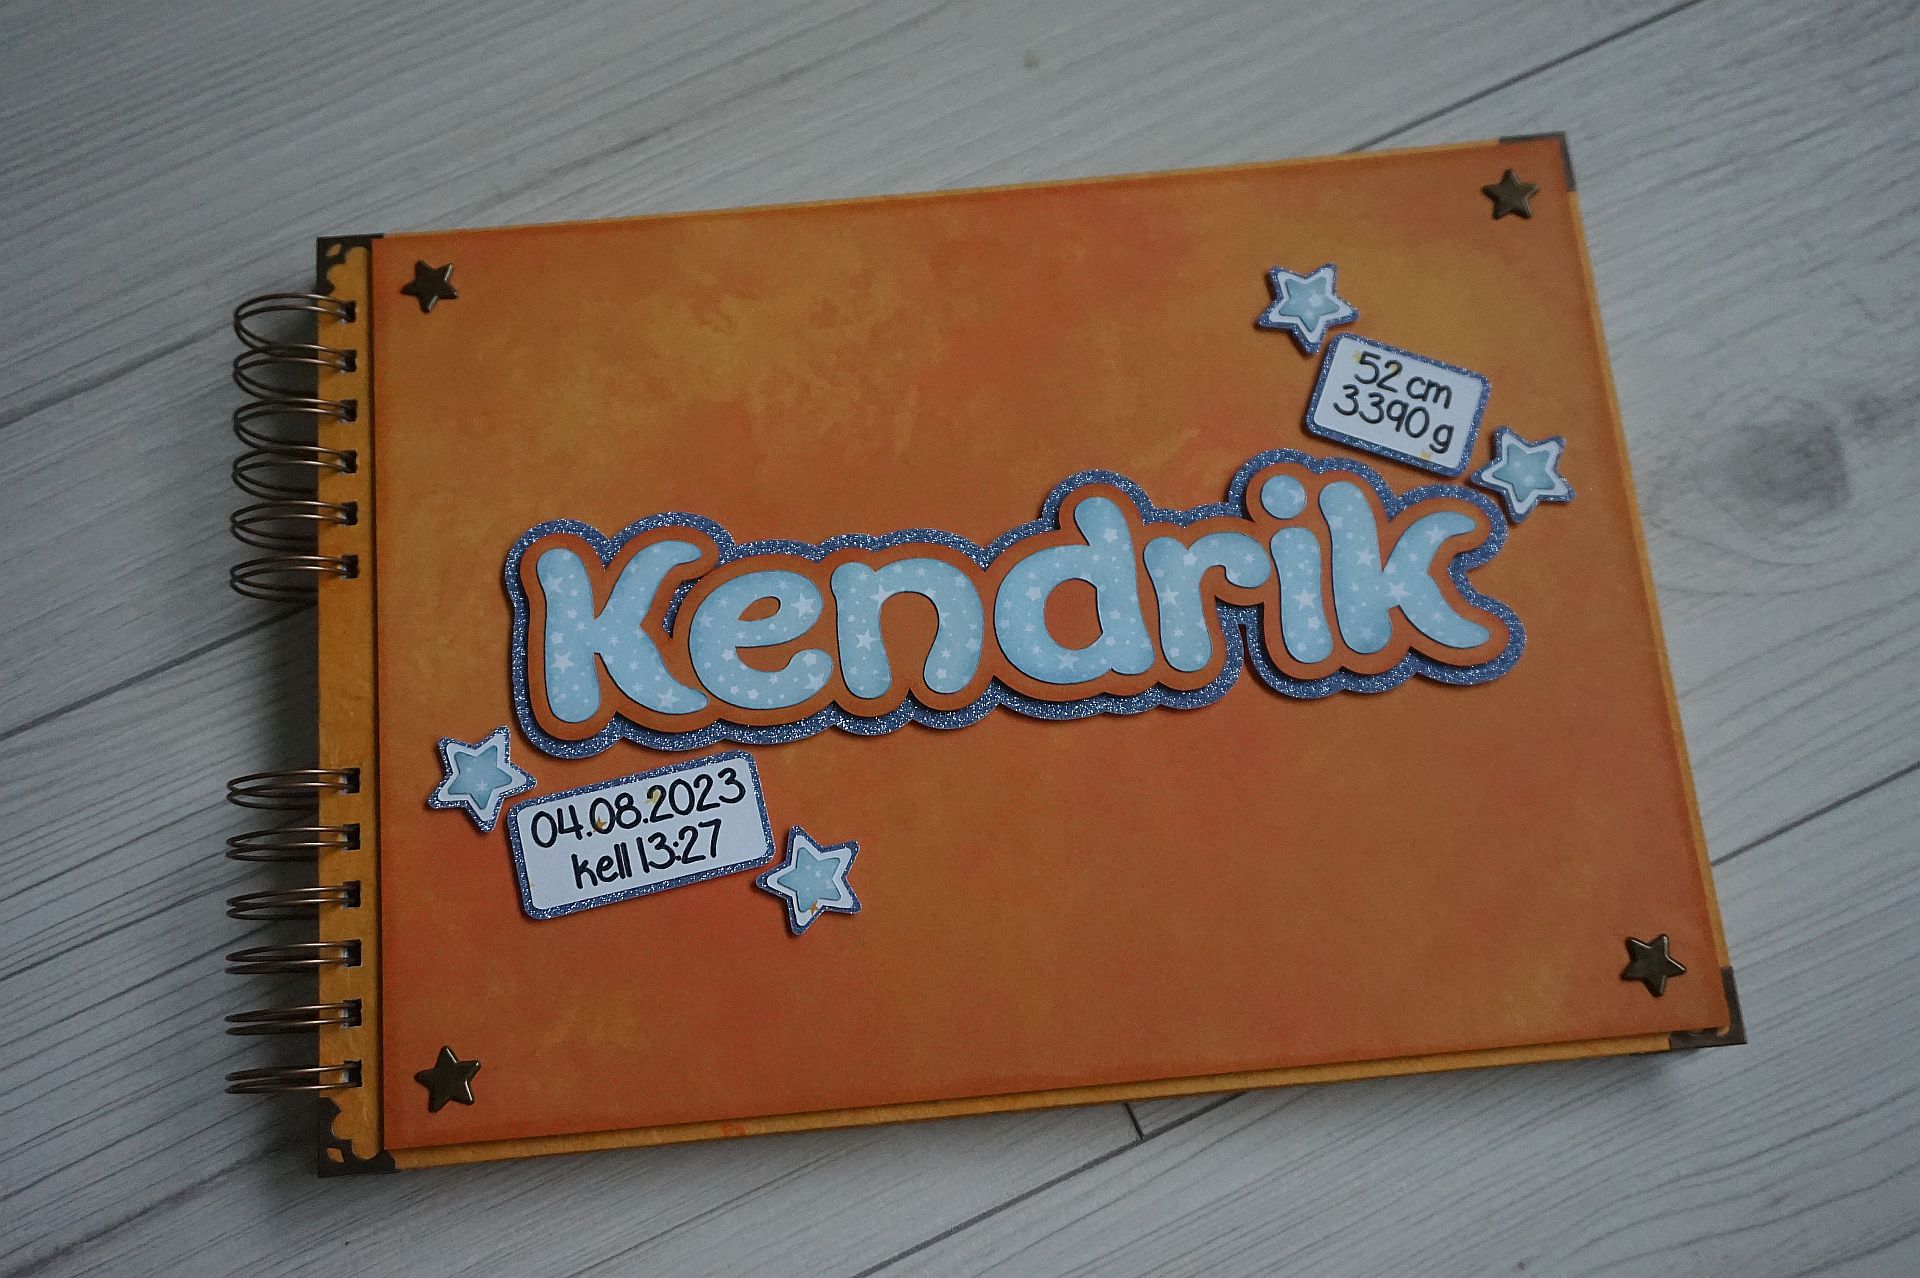 52 cm
3390 g
Kendrik
04.08.2023
kell 13:27